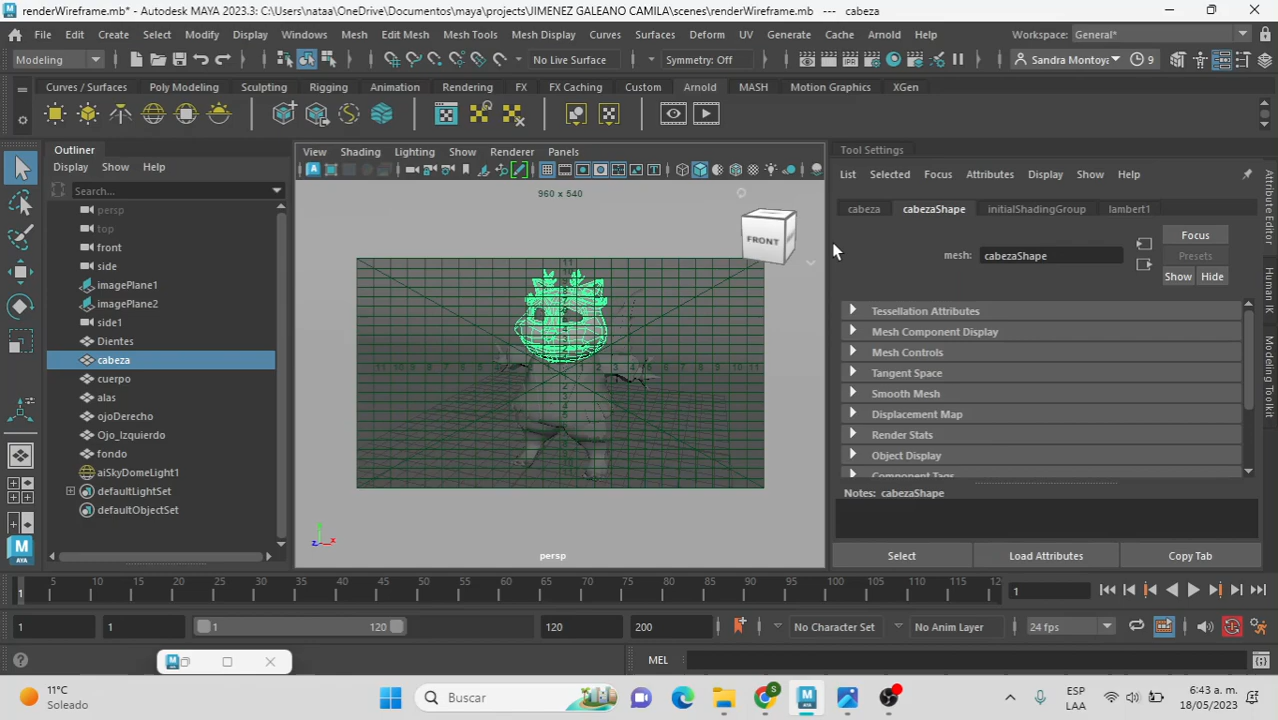 renderWireframe.mb* - Autodesk MAYA 2023.3: C:\Users\nataa\OneDrive\Documentos\maya\projects\JIMENEZ GALEANO CAMILA\scene\renderWireframe.mb --- cabeza
File Edit Create Select Modify Display Windows Mesh Edit Mesh Mesh Tools Mesh Display Curves Surfaces Deform UV Generate Cache Arnold Help Workspace: General*
Modeling No Live Surface Symmetry: Off Sandra Montoya 9
Curves / Surfaces Poly Modeling Sculpting Rigging Animation Rendering FX FX Caching Custom Arnold MASH Motion Graphics XGen
Outliner
Display Show Help
Search...
persp
top
front
side
imagePlane1
imagePlane2
side1
Dientes
cabeza
cuerpo
alas
ojoDerecho
Ojo_Izquierdo
fondo
aiSkyDomeLight1
defaultLightSet
defaultObjectSet
View Shading Lighting Show Renderer Panels
960 x 540
FRONT
persp
Tool Settings
List Selected Focus Attributes Display Show Help
cabeza cabezaShape initialShadingGroup lambert1
Focus
mesh: cabezaShape
Presets
Show Hide
Tessellation Attributes
Mesh Component Display
Mesh Controls
Tangent Space
Smooth Mesh
Displacement Map
Render Stats
Object Display
Component Tags
Notes: cabezaShape
Select Load Attributes Copy Tab
Attribute Editor
Human IK
Modeling Toolkit
5 10 15 20 25 30 35 40 45 50 55 60 65 70 75 80 85 90 95 100 105 110 115 12
1 1
1 1 1 120 120 200 No Character Set No Anim Layer 24 fps
MEL
11°C
Soleado
Buscar
ESP
LAA
6:43 a. m.
18/05/2023